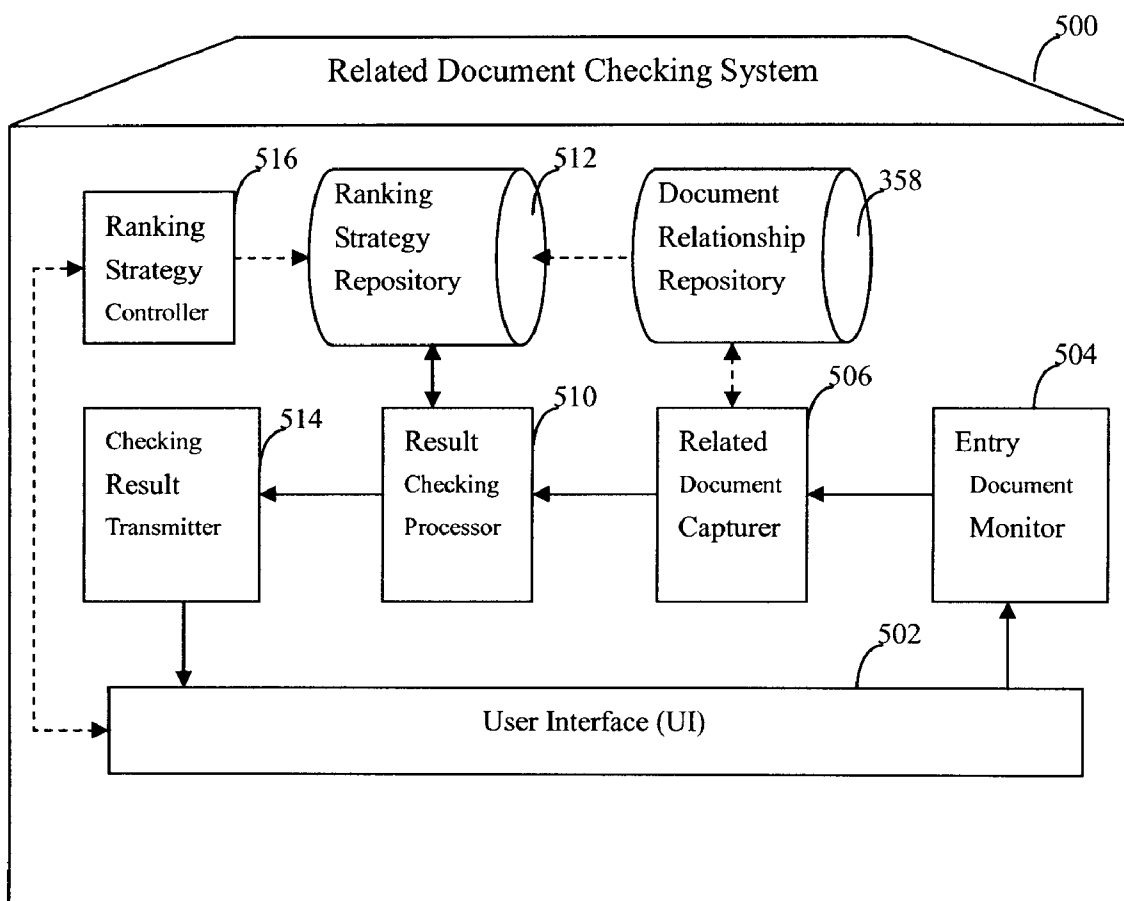 500
Related Document Checking System
516
512
358
Ranking
Strategy
Controller
Ranking
Strategy
Repository
Document
Relationship
Repository
514
510
506
504
Checking
Result
Transmitter
Result
Checking
Processor
Related
Document
Capturer
Entry
Document
Monitor
502
User Interface (UI)